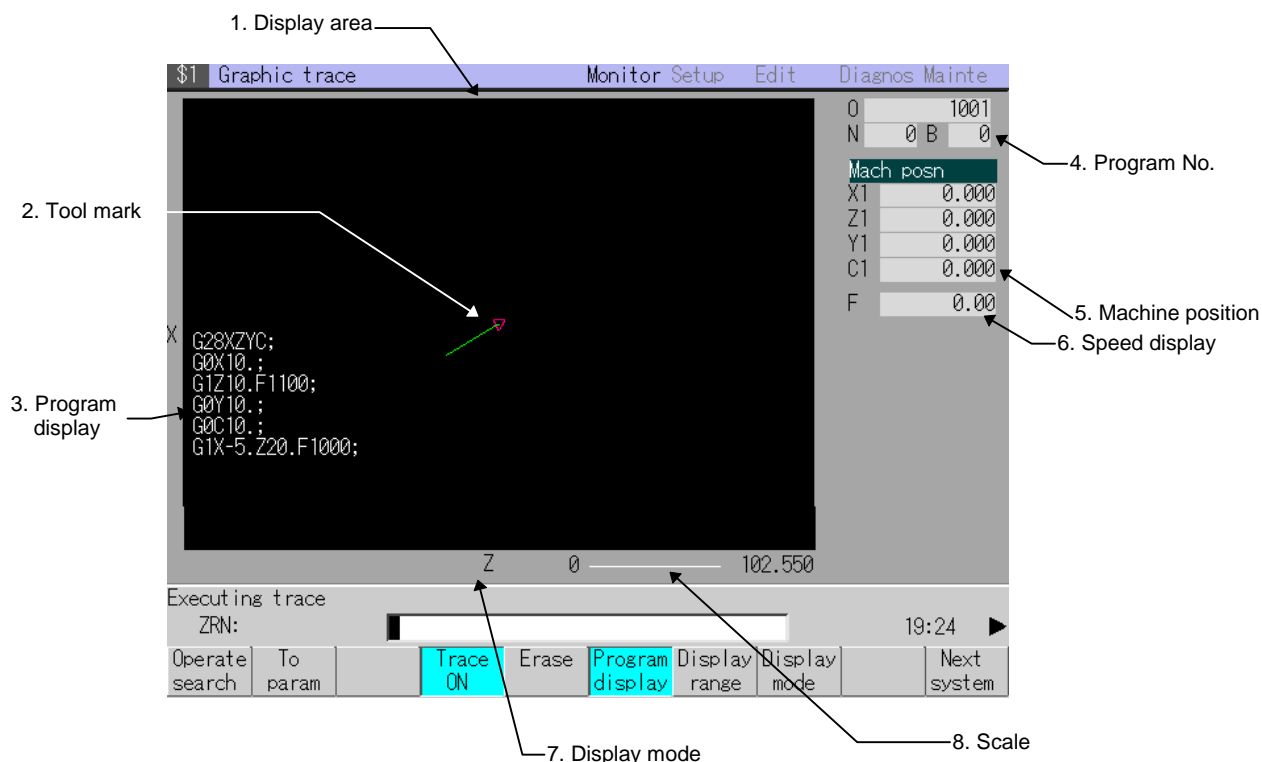 1. Display area
$1 Graphic trace Monitor Setup Edit Diagnos Mainte
O 1001
N 0 B 0
4. Program No.
Mach posn
X1 0.000
Z1 0.000
Y1 0.000
C1 0.000
F 0.00
2. Tool mark
5. Machine position
6. Speed display
X
G28XZYC;
G0X10.;
G1Z10.F1100;
G0Y10.;
G0C10.;
G1X-5.Z20.F1000;
3. Program
display
Z 0 102.550
Executing trace
ZRN: 19:24
Operate search
To param
Trace ON
Erase
Program display
Display range
Display mode
Next system
7. Display mode
8. Scale